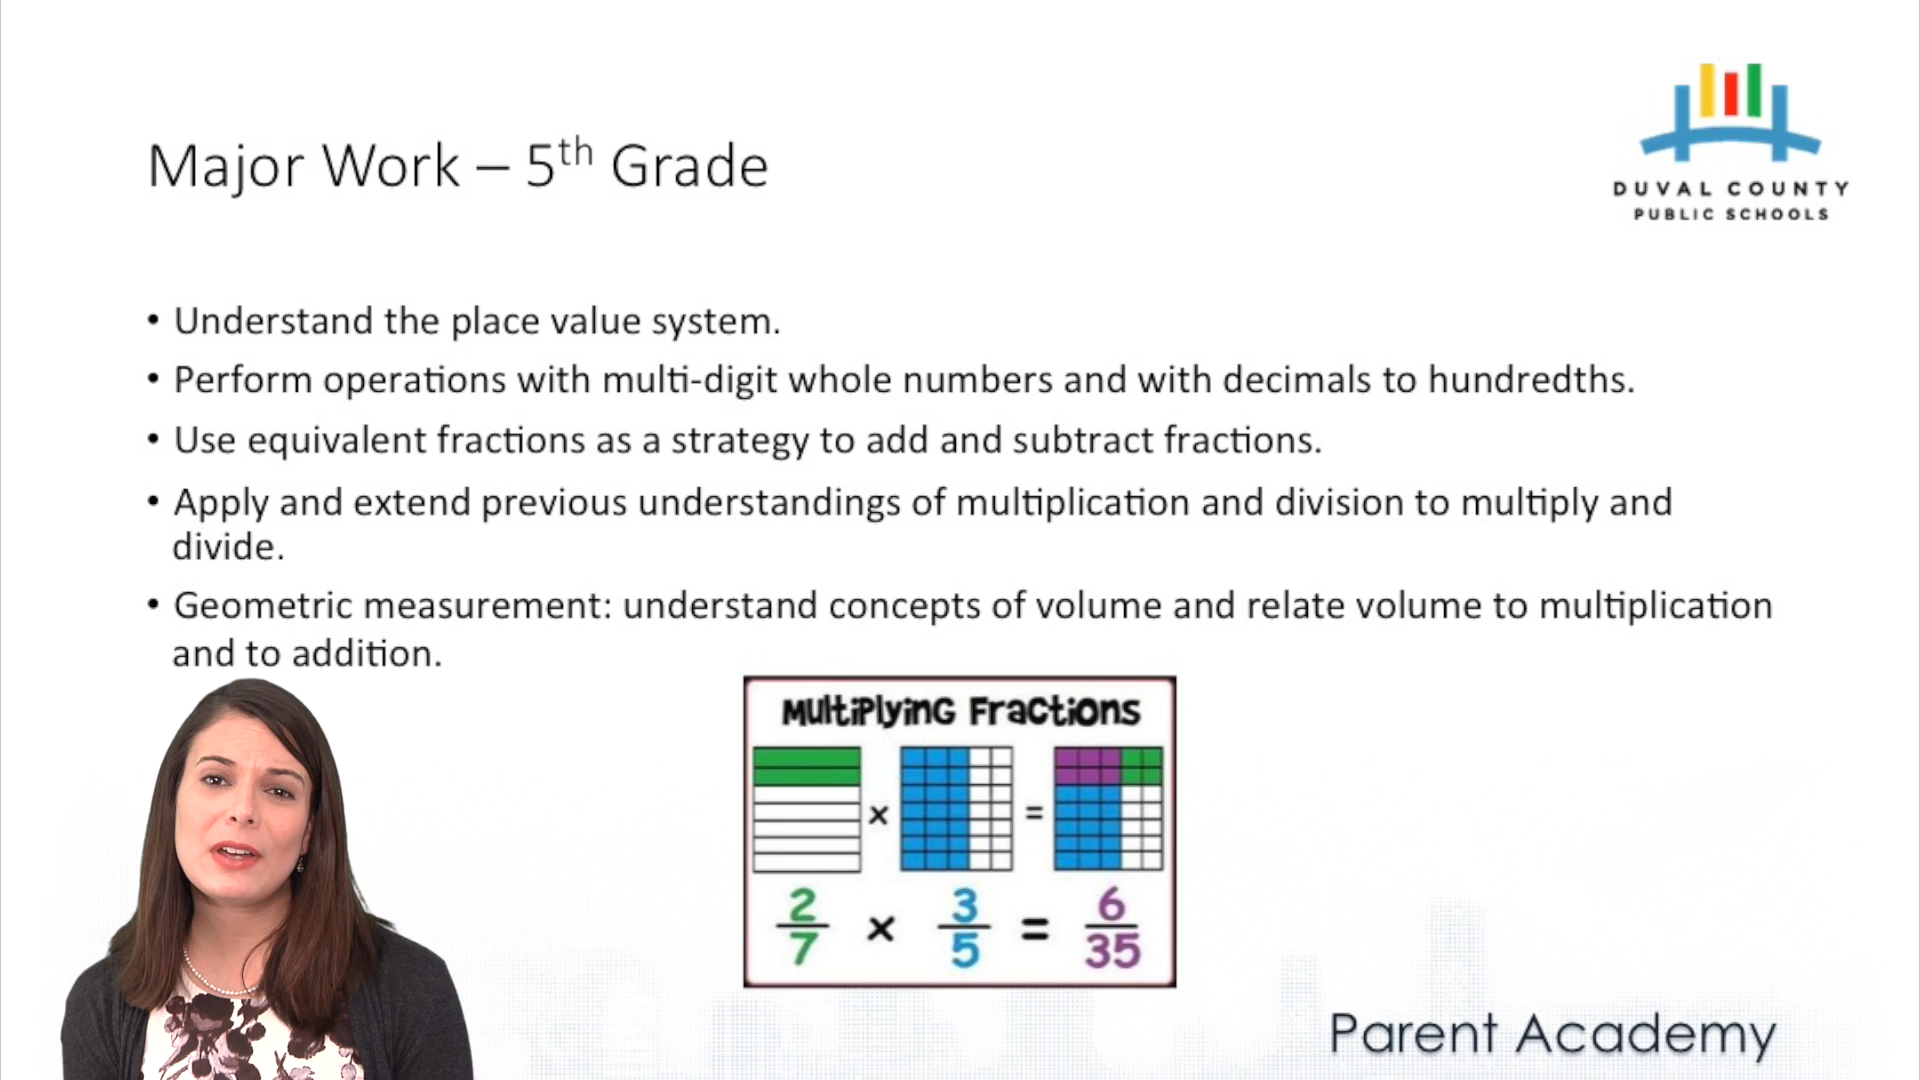 Major Work – 5th Grade
DUVAL COUNTY
PUBLIC SCHOOLS
• Understand the place value system.
• Perform operations with multi-digit whole numbers and with decimals to hundredths.
• Use equivalent fractions as a strategy to add and subtract fractions.
• Apply and extend previous understandings of multiplication and division to multiply and
divide.
• Geometric measurement: understand concepts of volume and relate volume to multiplication
and to addition.
Multiplying Fractions
× =
2/7 × 3/5 = 6/35
Parent Academy